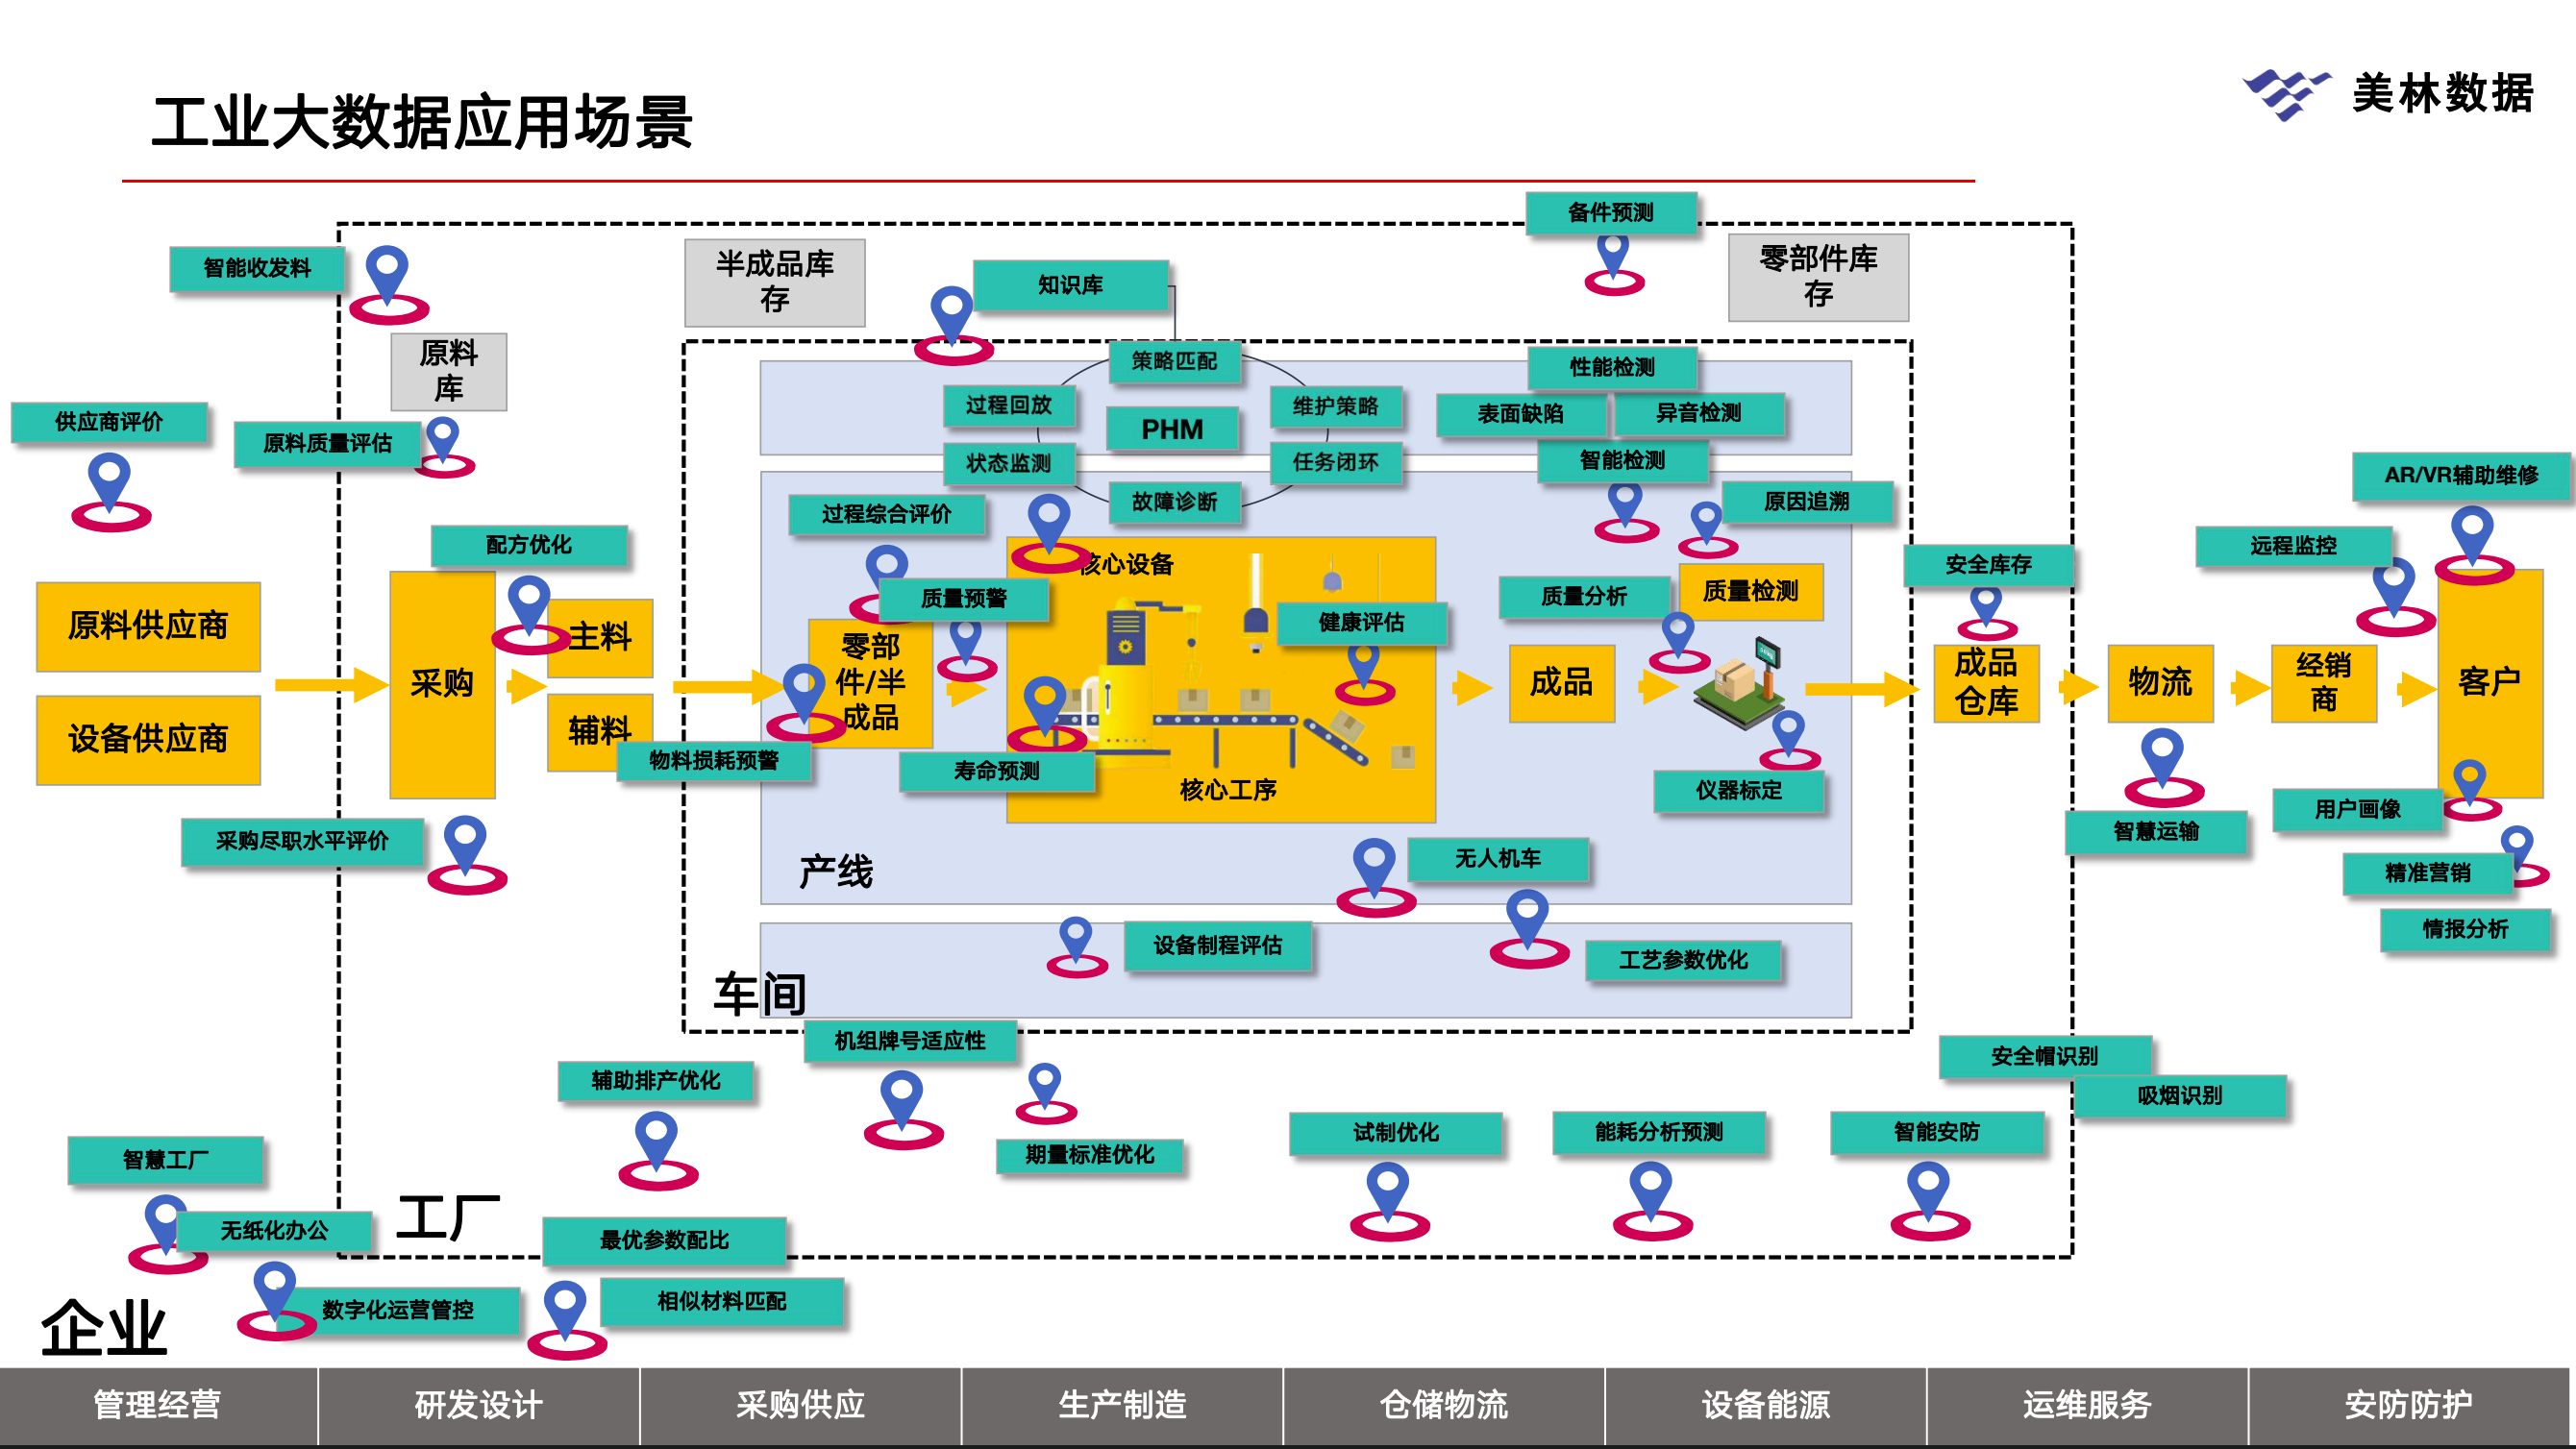 工业大数据应用场景
美林数据
备件预测
智能收发料
半成品库
存
零部件库
存
知识库
原料
库
策略匹配
性能检测
过程回放
维护策略
表面缺陷
异音检测
供应商评价
原料质量评估
PHM
状态监测
任务闭环
智能检测
AR/VR辅助维修
故障诊断
原因追溯
过程综合评价
配方优化
远程监控
核心设备
安全库存
质量预警
质量分析
质量检测
健康评估
原料供应商
主料
零部
件/半
成品
采购
成品
成品
仓库
物流
经销
商
客户
设备供应商
辅料
物料损耗预警
寿命预测
核心工序
仪器标定
用户画像
采购尽职水平评价
智慧运输
无人机车
产线
精准营销
情报分析
设备制程评估
工艺参数优化
车间
机组牌号适应性
安全帽识别
辅助排产优化
吸烟识别
试制优化
能耗分析预测
智能安防
期量标准优化
智慧工厂
工厂
无纸化办公
最优参数配比
数字化运营管控
相似材料匹配
企业
管理经营
研发设计
采购供应
生产制造
仓储物流
设备能源
运维服务
安防防护